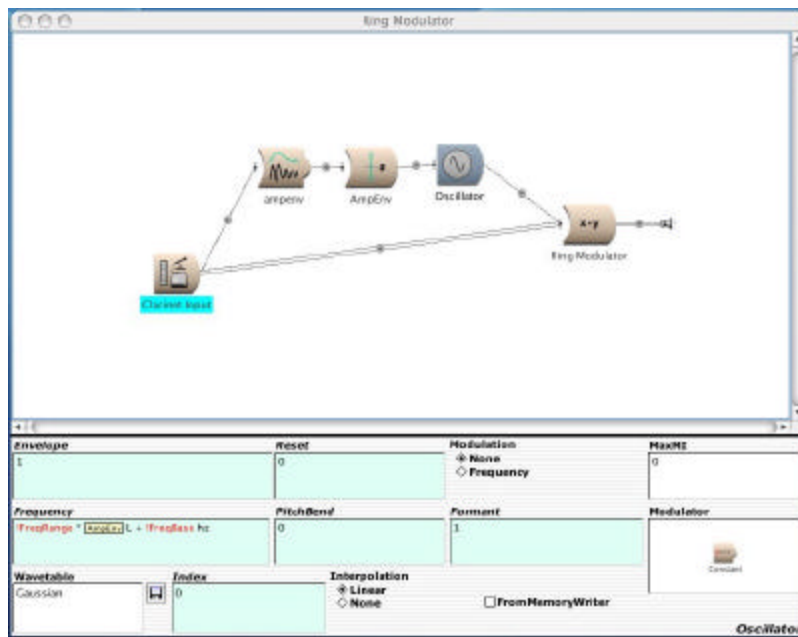 Ring Modulator
ampenv
AmpEnv
Oscillator
x*y
Ring Modulator
Clarinet Input
Envelope
1
Reset
0
Modulation
None
Frequency
MaxMI
0
Frequency
!FreqRange * AmpEnv L + !FreqBass hz
PitchBend
0
Formant
1
Modulator
Constant
Wavetable
Gaussian
Index
0
Interpolation
Linear
None
FromMemoryWriter
Oscillator